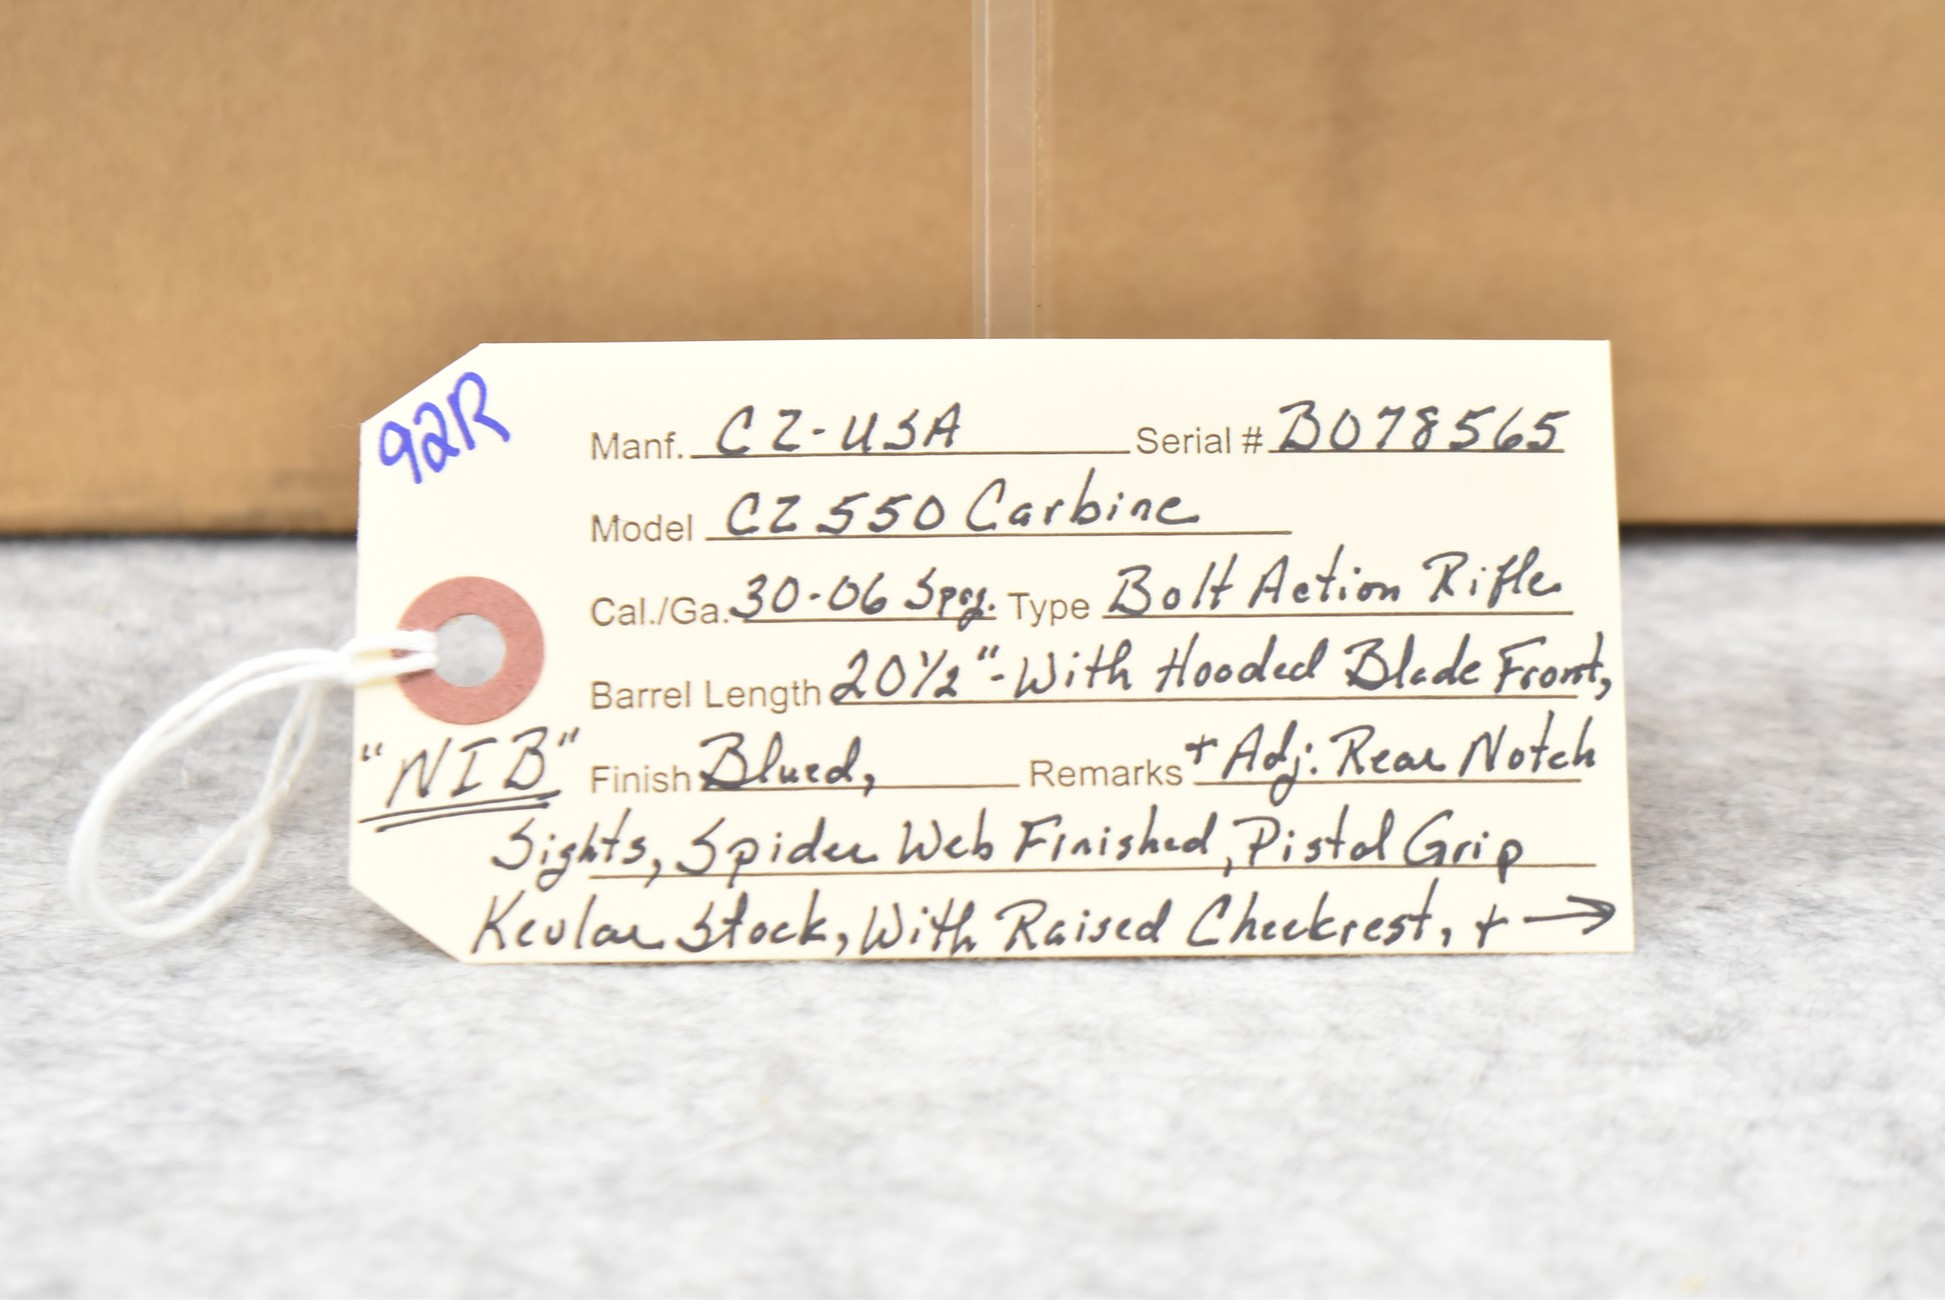 92R
Manf. CZ-USA Serial # B078565
Model CZ 550 Carbine
Cal./Ga. 30-06 Spg. Type Bolt Action Rifle
Barrel Length 20½"-With Hooded Blade Front,
"NIB" Finish Blued, Remarks + Adj. Rear Notch
Sights, Spider Web Finished, Pistol Grip
Kevlar Stock, With Raised Cheekrest, + →